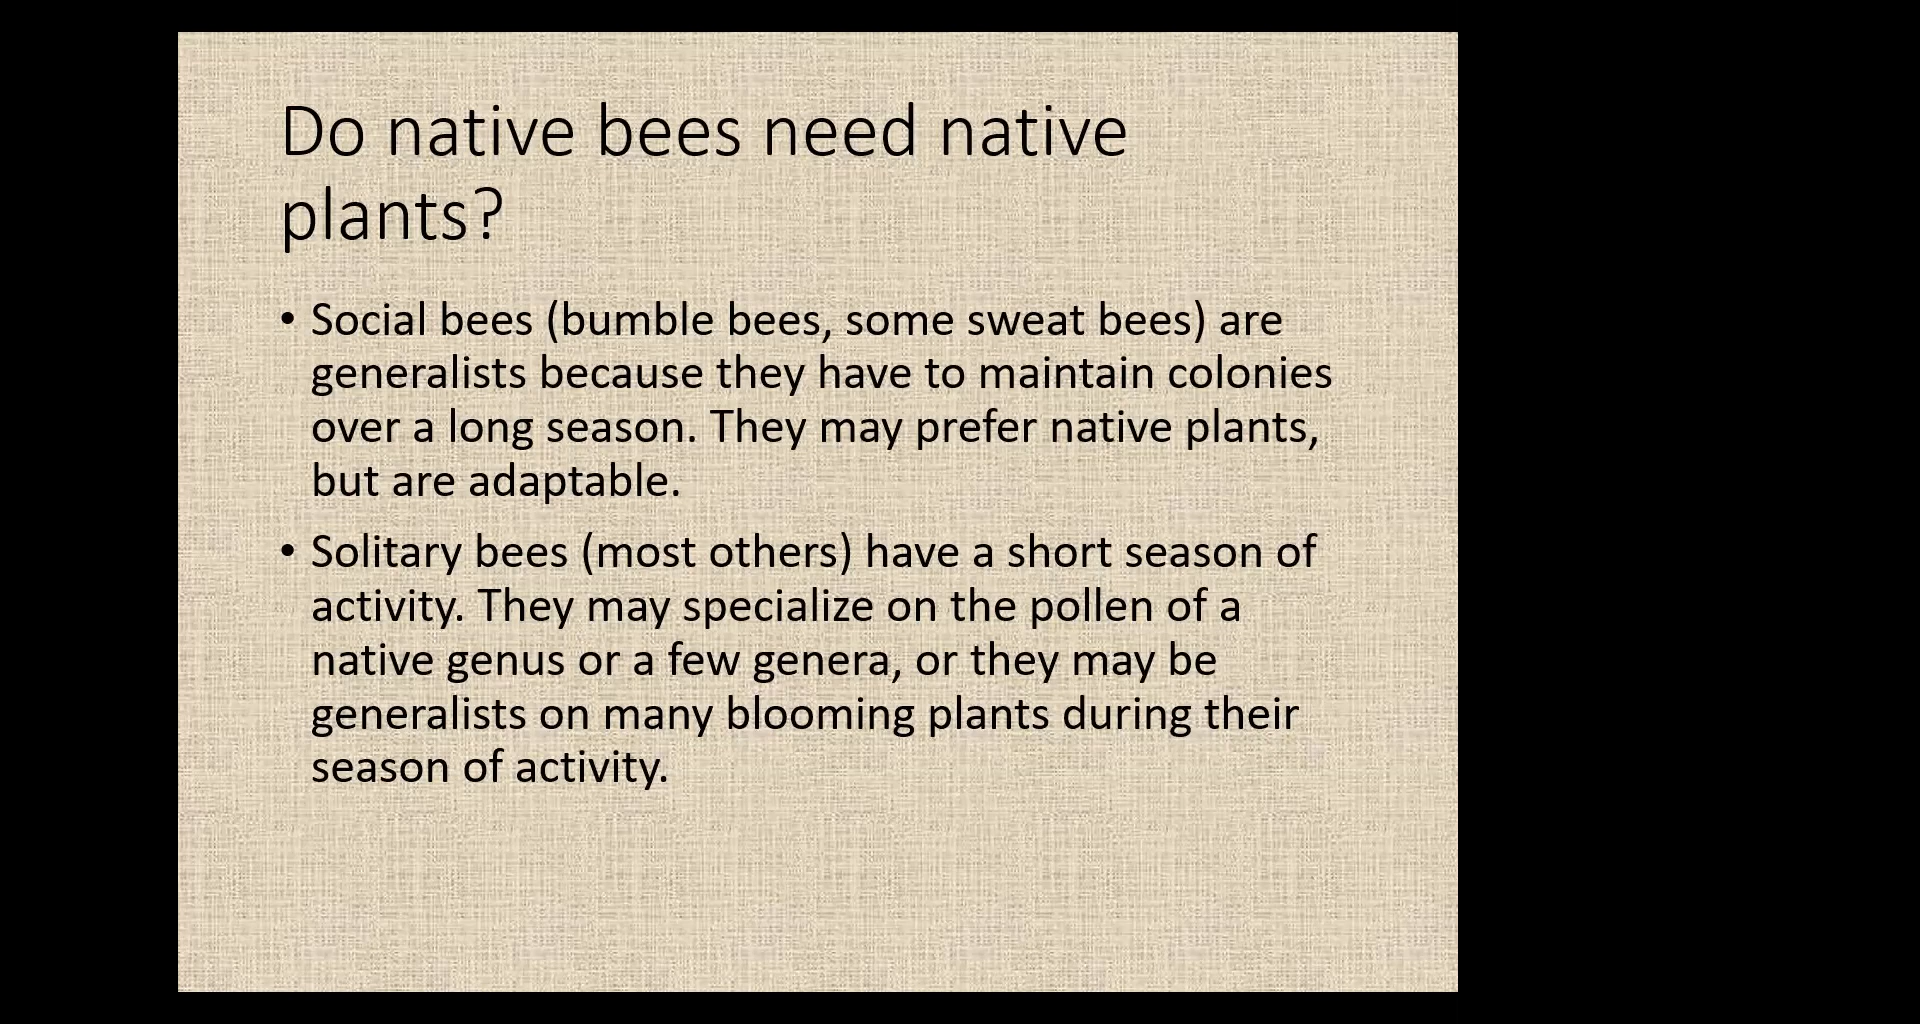 Do native bees need native
plants?
• Social bees (bumble bees, some sweat bees) are
generalists because they have to maintain colonies
over a long season. They may prefer native plants,
but are adaptable.
• Solitary bees (most others) have a short season of
activity. They may specialize on the pollen of a
native genus or a few genera, or they may be
generalists on many blooming plants during their
season of activity.